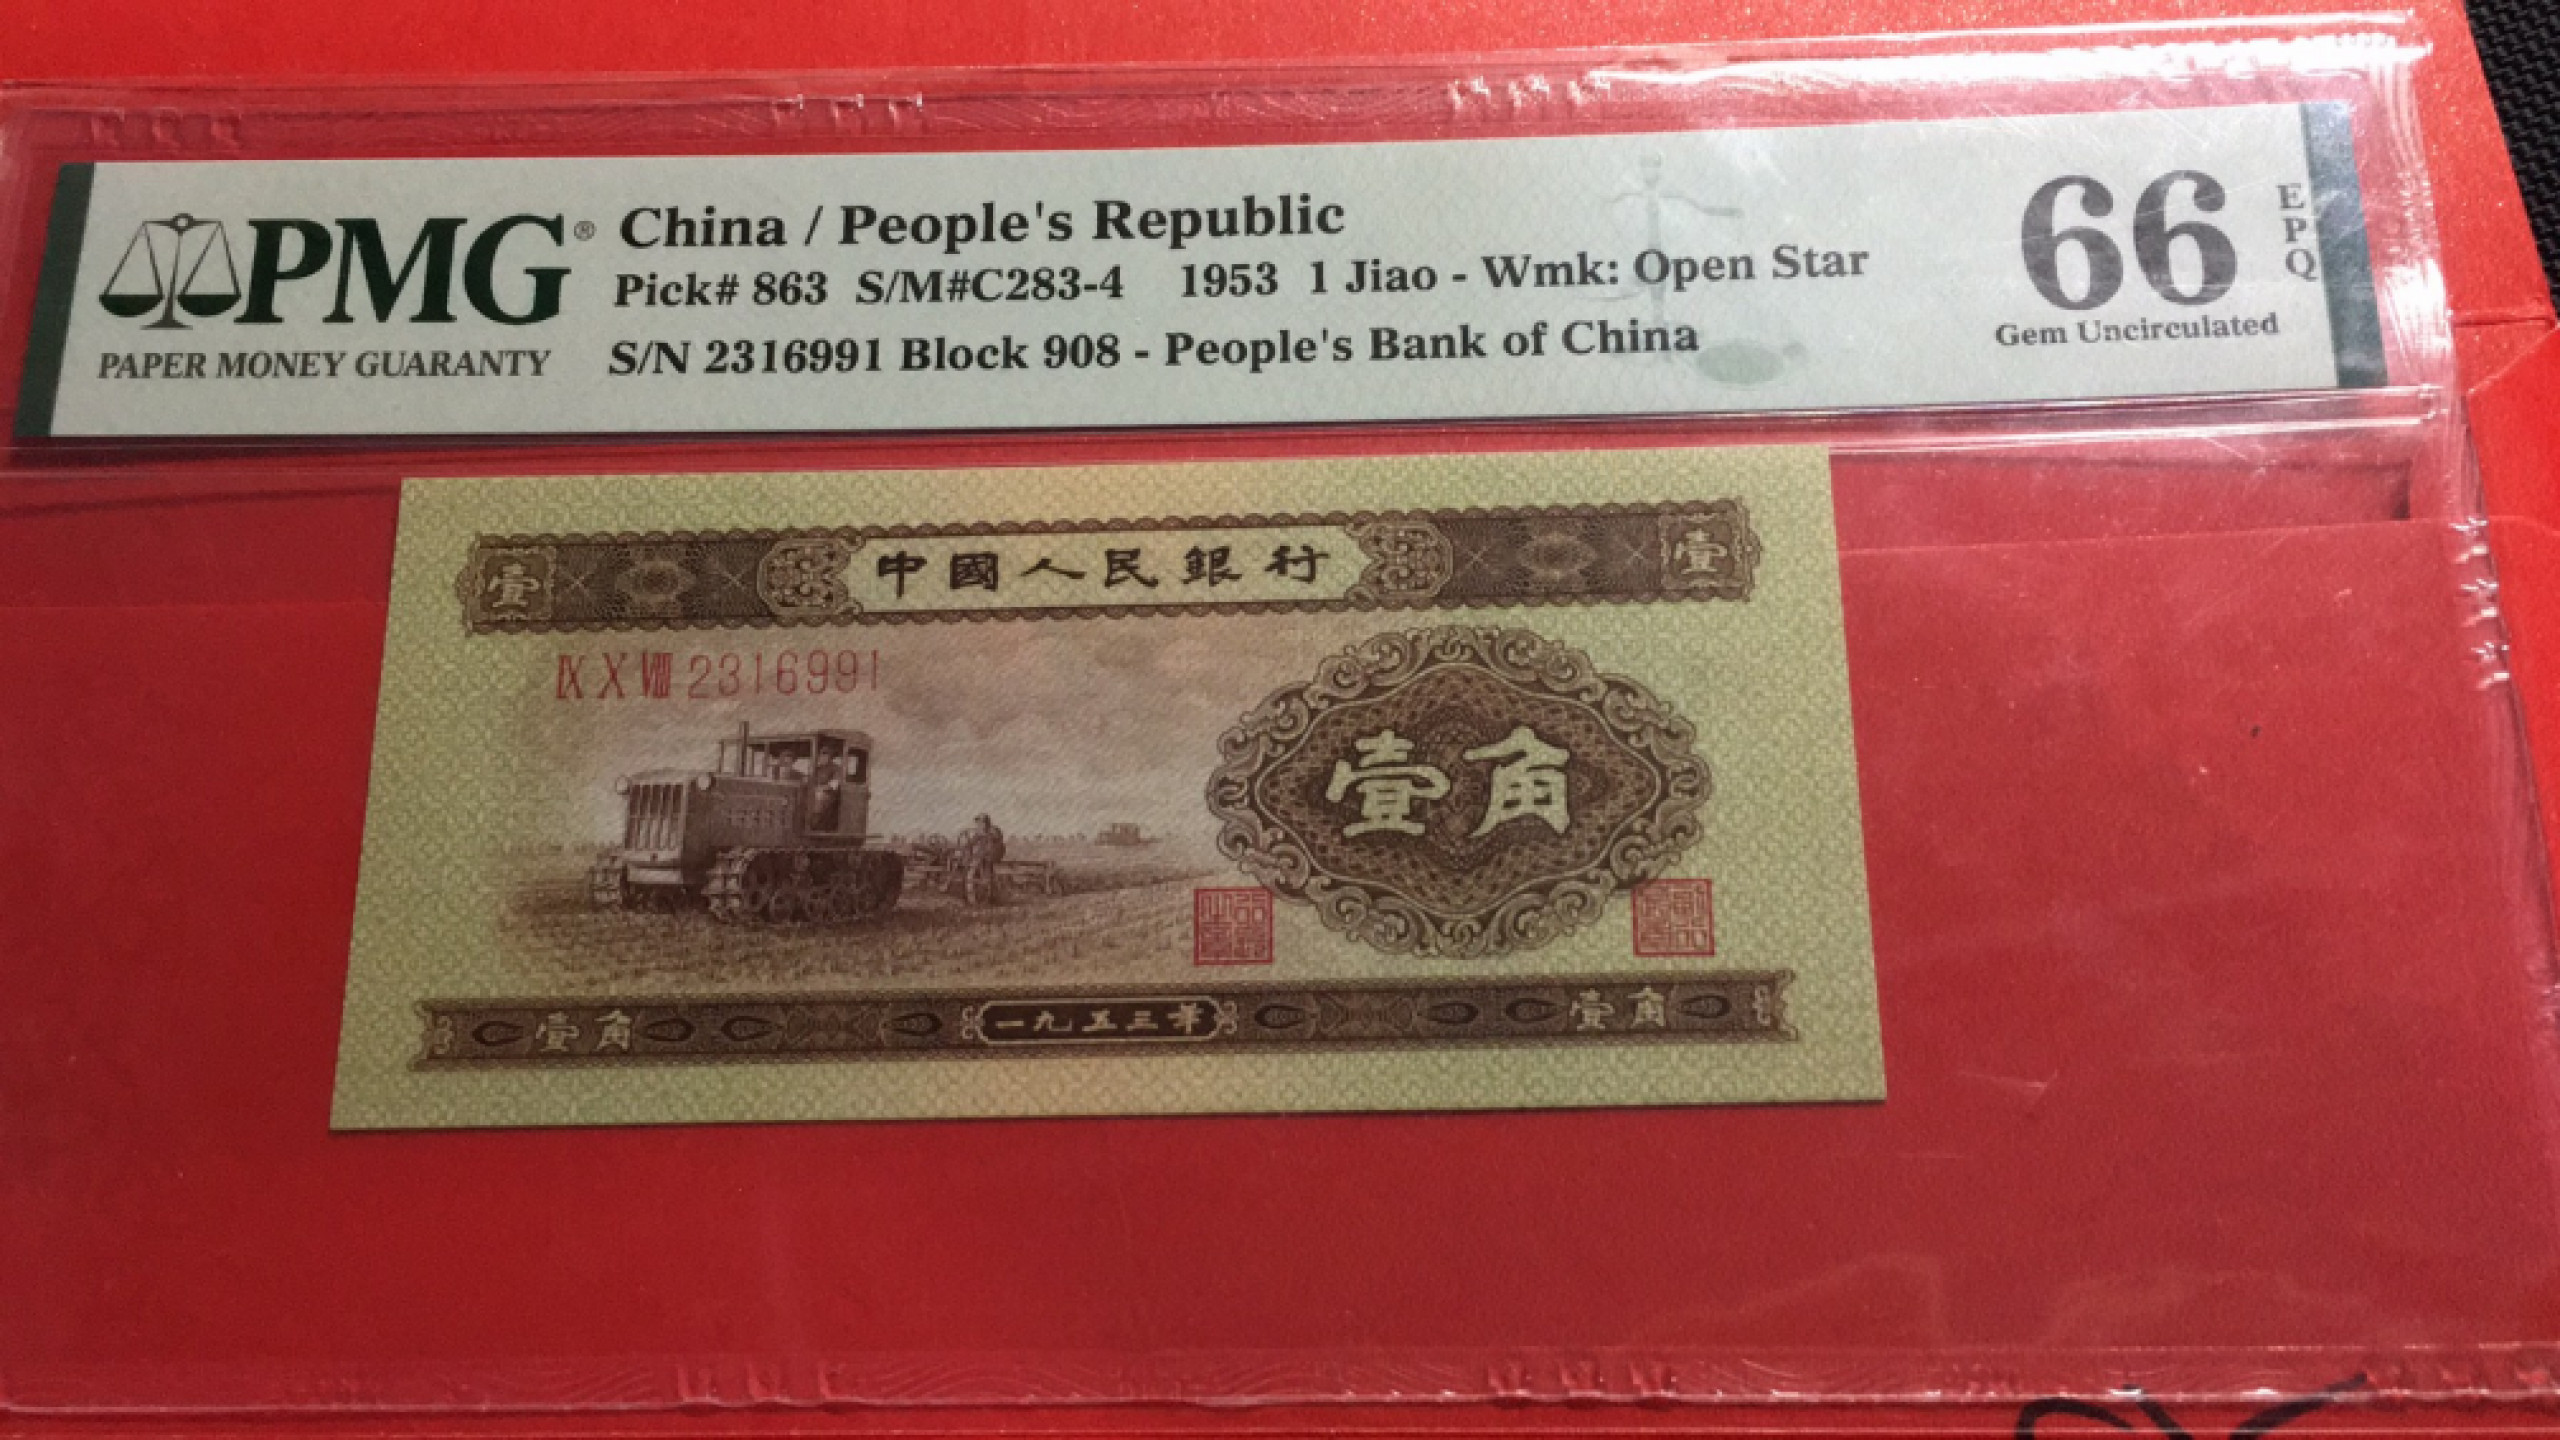 PMG®
PAPER MONEY GUARANTY
China / People's Republic
Pick# 863 S/M#C283-4 1953 1 Jiao - Wmk: Open Star
S/N 2316991 Block 908 - People's Bank of China
66
EPQ
Gem Uncirculated
壹 中國人民銀行 壹
ⅨⅩⅧ 2316991
壹角
壹角 一九五三年 壹角